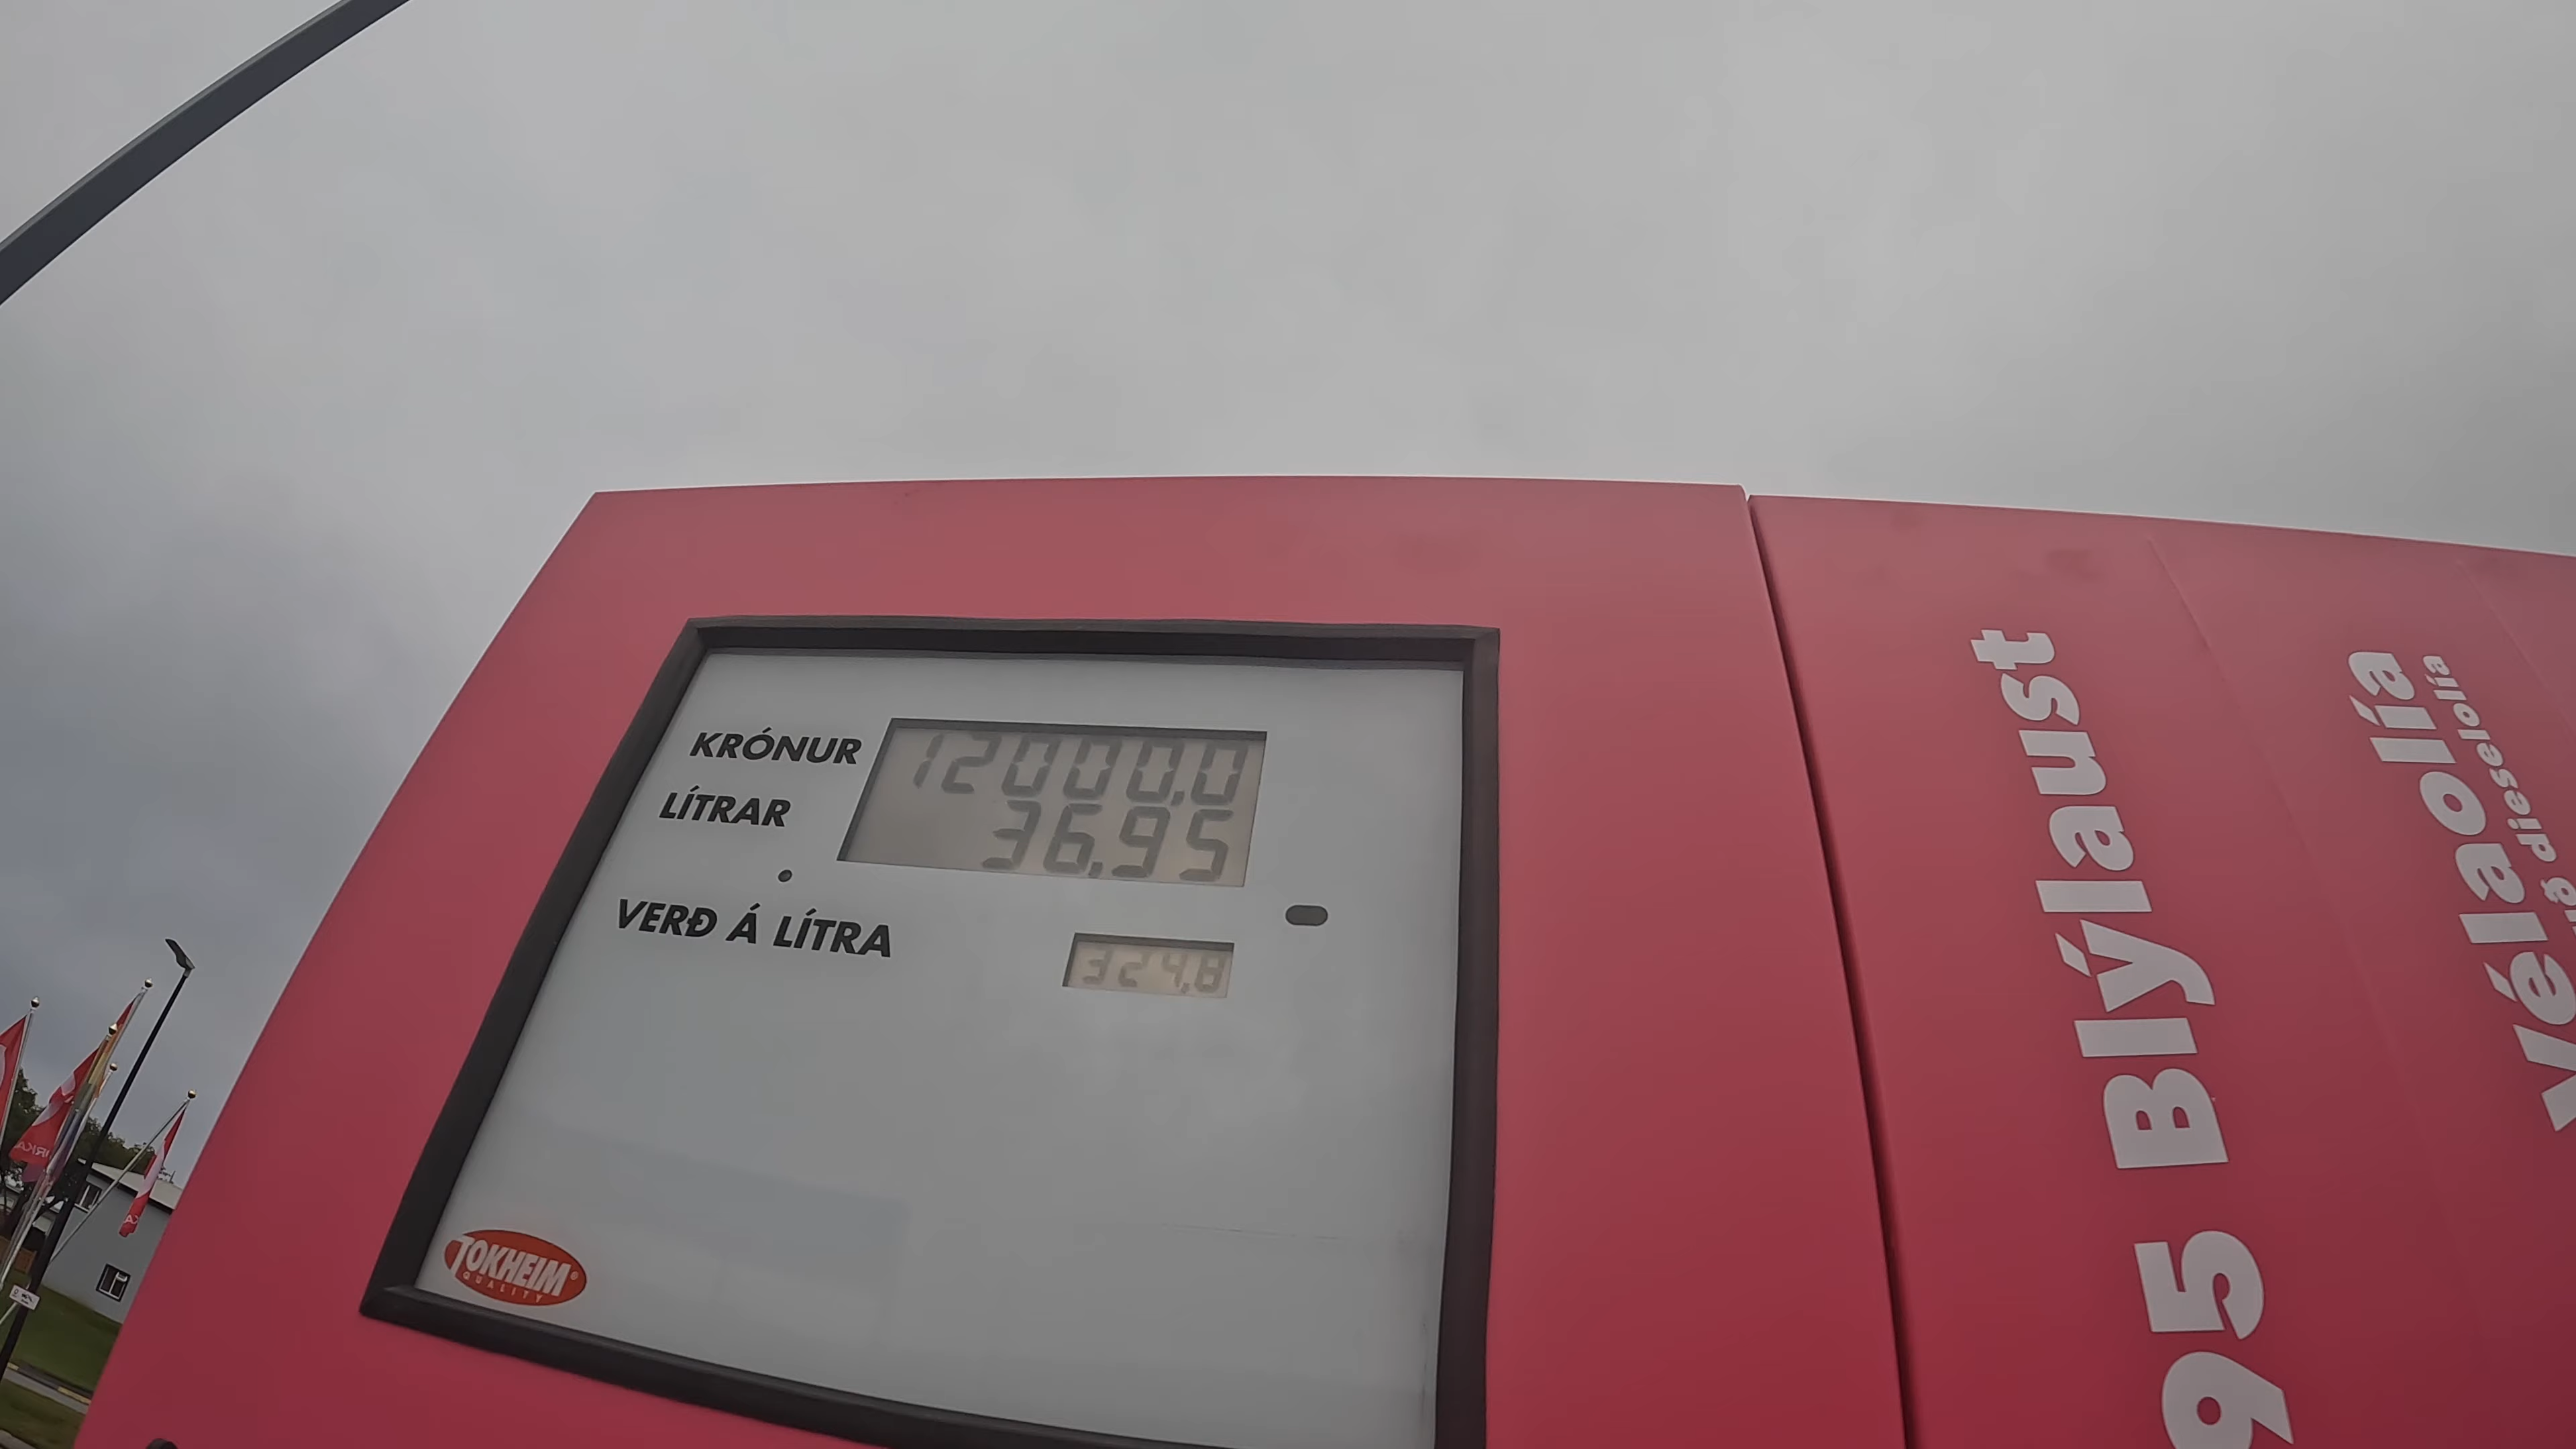 KRÓNUR 12000,0
LÍTRAR 36,95
VERÐ Á LÍTRA 324,8
TOKHEIM®
QUALITY
95 Blýlaust
Vélaolía
dieselolía